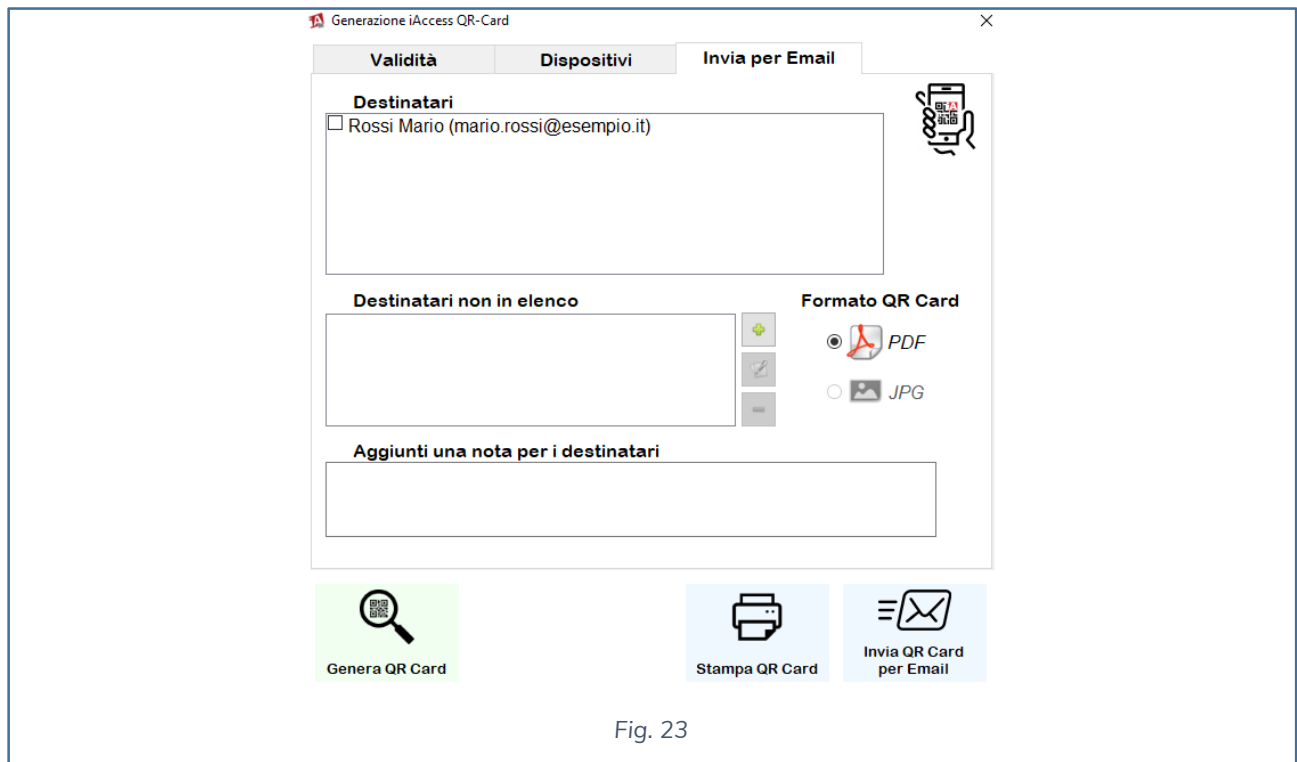 Generazione iAccess QR-Card
Validità
Dispositivi
Invia per Email
Destinatari
Rossi Mario (mario.rossi@esempio.it)
Destinatari non in elenco
Formato QR Card
PDF
JPG
Aggiunti una nota per i destinatari
Genera QR Card
Stampa QR Card
Invia QR Card
per Email
Fig. 23